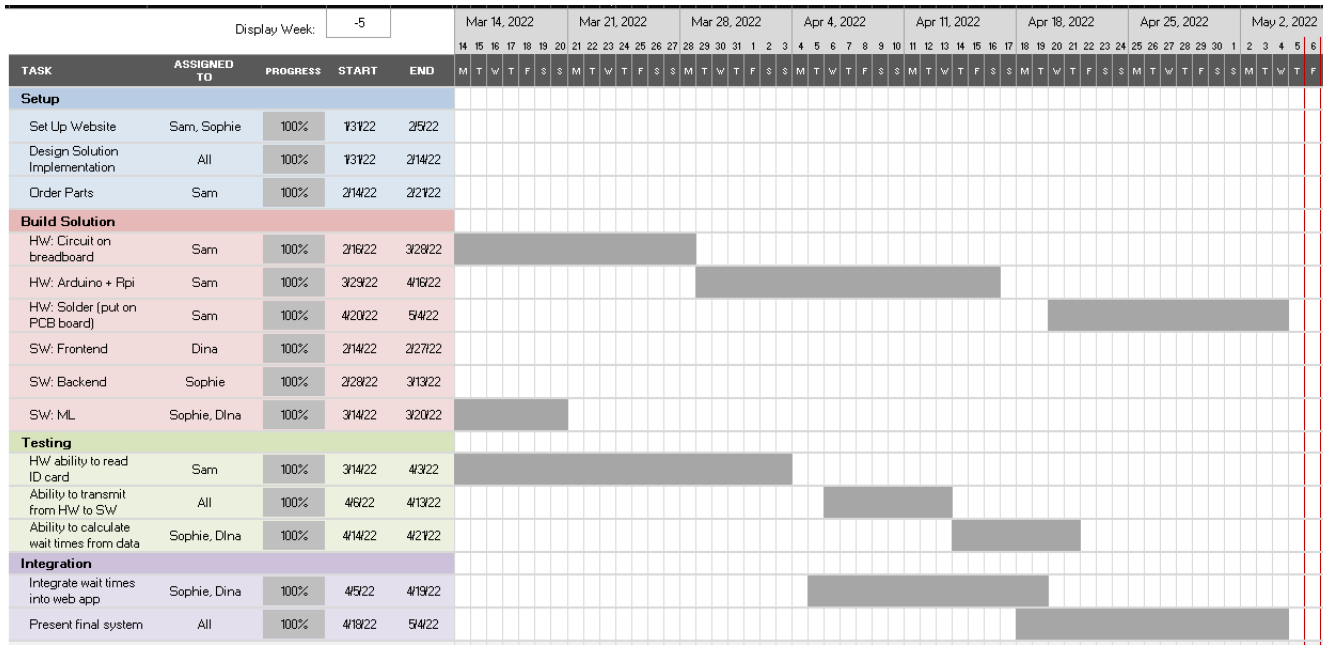 Display Week: -5 Mar 14, 2022 Mar 21, 2022 Mar 28, 2022 Apr 4, 2022 Apr 11, 2022 Apr 18, 2022 Apr 25, 2022 May 2, 2022
14 15 16 17 18 19 20 21 22 23 24 25 26 27 28 29 30 31 1 2 3 4 5 6 7 8 9 10 11 12 13 14 15 16 17 18 19 20 21 22 23 24 25 26 27 28 29 30 1 2 3 4 5 6
TASK ASSIGNED TO PROGRESS START END M T W T F S S M T W T F S S M T W T F S S M T W T F S S M T W T F S S M T W T F S S M T W T F S S M T W T F
Setup
Set Up Website Sam, Sophie 100% 1/31/22 2/5/22
Design Solution
Implementation All 100% 1/31/22 2/14/22
Order Parts Sam 100% 2/14/22 2/21/22
Build Solution
HW: Circuit on
breadboard Sam 100% 2/16/22 3/28/22
HW: Arduino + Rpi Sam 100% 3/29/22 4/16/22
HW: Solder (put on
PCB board) Sam 100% 4/20/22 5/4/22
SW: Frontend Dina 100% 2/14/22 2/27/22
SW: Backend Sophie 100% 2/28/22 3/13/22
SW: ML Sophie, DIna 100% 3/14/22 3/20/22
Testing
HW ability to read
ID card Sam 100% 3/14/22 4/3/22
Ability to transmit
from HW to SW All 100% 4/6/22 4/13/22
Ability to calculate
wait times from data Sophie, DIna 100% 4/14/22 4/21/22
Integration
Integrate wait times
into web app Sophie, Dina 100% 4/5/22 4/19/22
Present final system All 100% 4/18/22 5/4/22